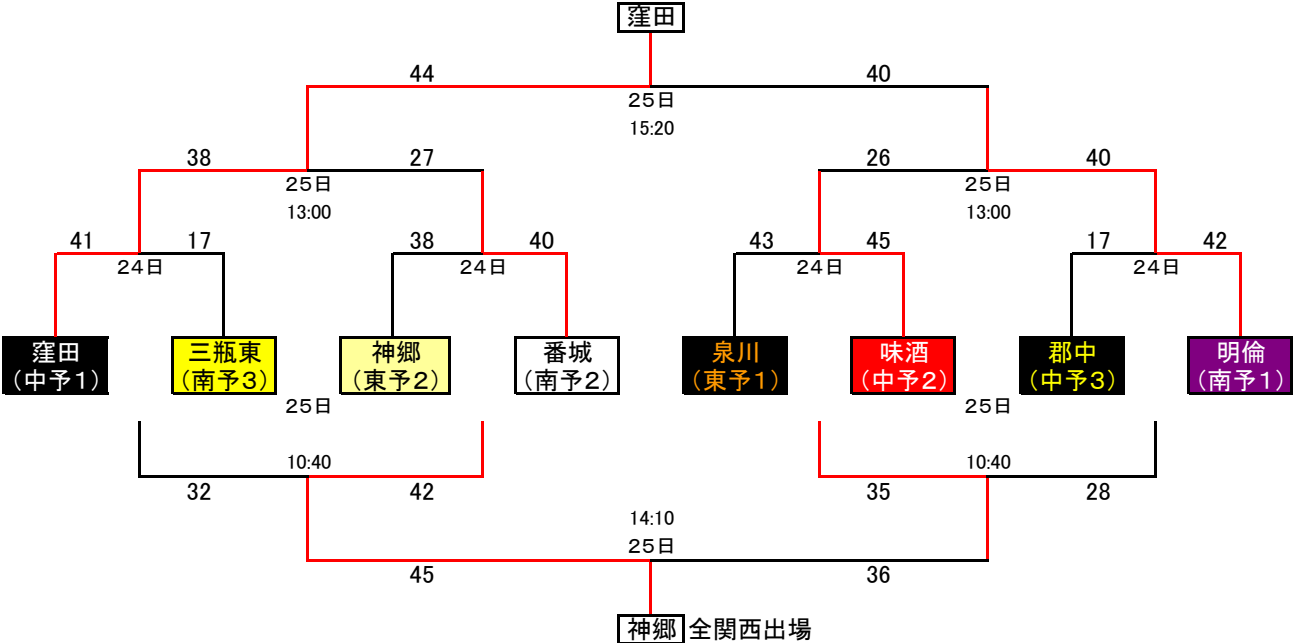 窪田
44
40
25日
15:20
38
27
26
40
25日
25日
13:00
13:00
41
17
38
40
43
45
17
42
24日
24日
24日
24日
窪田
(中予1)
三瓶東
(南予3)
神郷
(東予2)
番城
(南予2)
泉川
(東予1)
味酒
(中予2)
郡中
(中予3)
明倫
(南予1)
25日
25日
10:40
10:40
32
42
35
28
14:10
25日
45
36
神郷 全関西出場